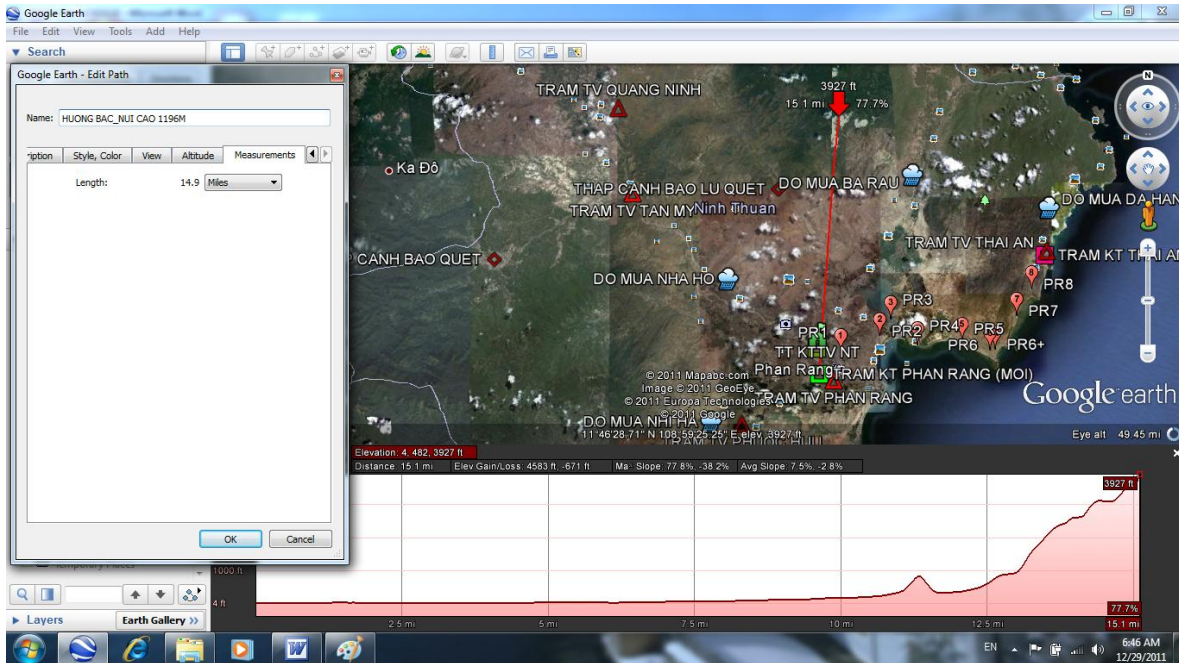 Google Earth
File Edit View Tools Add Help
Search
Google Earth - Edit Path
Name: HUONG BAC_NUI CAO 1196M
ription Style, Color View Altitude Measurements
Length: 14.9 Miles
OK Cancel
Temporary Places
Layers Earth Gallery >>
TRAM TV QUANG NINH
3927 ft
15.1 mi 77.7%
N
Ka Đô
THAP CANH BAO LU QUET
DO MUA BA RAU
TRAM TV TAN MY
Ninh Thuan
DO MUA DA HAN
TRAM TV THAI AN
TRAM KT THAI AN
CANH BAO QUET
DO MUA NHA HO
8
PR8
7
PR7
3
PR3
2
PR2
PR1
1
PR4
5
PR5
PR6
PR6+
TT KTTV NT
Phan Rang
TRAM KT PHAN RANG (MOI)
TRAM TV PHAN RANG
© 2011 Mapabc.com
Image © 2011 GeoEye
© 2011 Europa Technologies
© 2011 Google
DO MUA NHI HA
11°46'28.71" N 108°59'25.25" E elev 3927 ft
Google earth
Eye alt 49.45 mi
Elevation: 4, 482, 3927 ft
Distance: 15.1 mi Elev Gain/Loss: 4583 ft, -671 ft Max Slope: 77.8%, -38.2% Avg Slope: 7.5%, -2.8%
3927 ft
1000 ft
4 ft
77.7%
2.5 mi 5 mi 7.5 mi 10 mi 12.5 mi 15.1 mi
EN 6:46 AM
12/29/2011